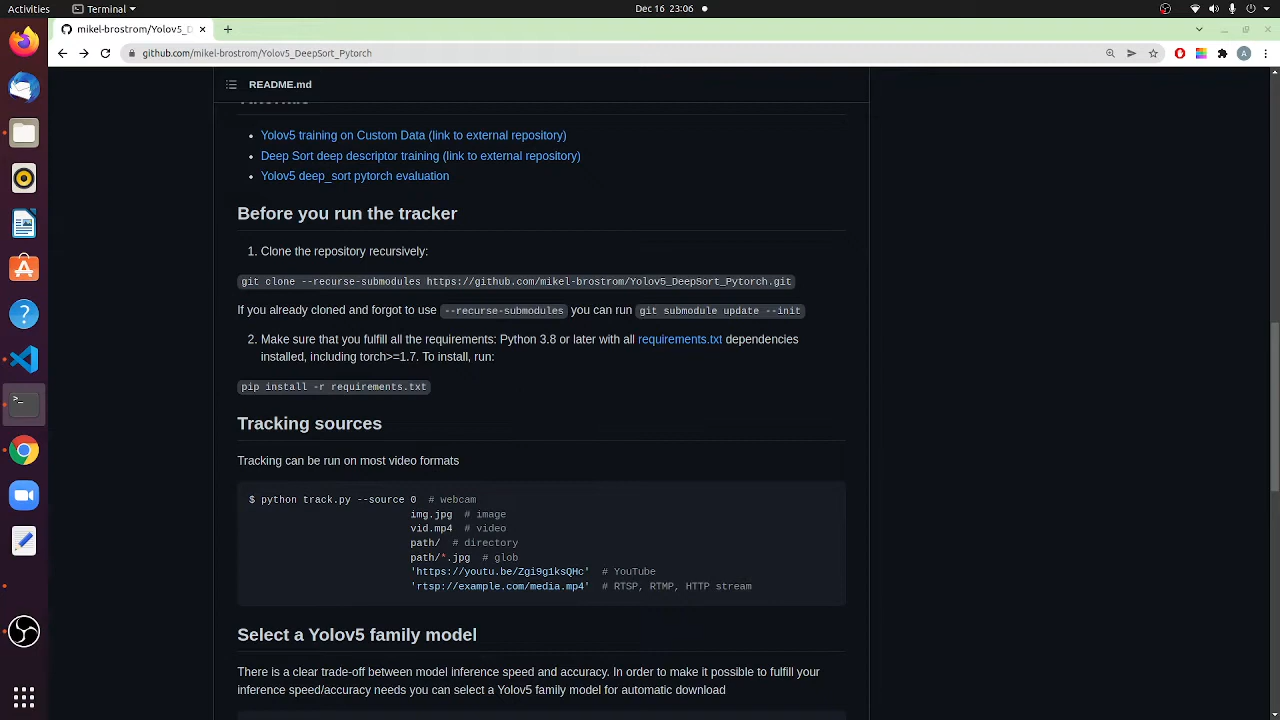 Activities
Terminal
Dec 16 23:06
mikel-brostrom/Yolov5_D
github.com/mikel-brostrom/Yolov5_DeepSort_Pytorch
A
README.md
Yolov5 training on Custom Data (link to external repository)
Deep Sort deep descriptor training (link to external repository)
Yolov5 deep_sort pytorch evaluation
Before you run the tracker
1. Clone the repository recursively:
git clone --recurse-submodules https://github.com/mikel-brostrom/Yolov5_DeepSort_Pytorch.git
If you already cloned and forgot to use --recurse-submodules you can run git submodule update --init
2. Make sure that you fulfill all the requirements: Python 3.8 or later with all requirements.txt dependencies
installed, including torch>=1.7. To install, run:
pip install -r requirements.txt
Tracking sources
Tracking can be run on most video formats
$ python track.py --source 0 # webcam
img.jpg # image
vid.mp4 # video
path/ # directory
path/*.jpg # glob
'https://youtu.be/Zgi9g1ksQHc' # YouTube
'rtsp://example.com/media.mp4' # RTSP, RTMP, HTTP stream
Select a Yolov5 family model
There is a clear trade-off between model inference speed and accuracy. In order to make it possible to fulfill your
inference speed/accuracy needs you can select a Yolov5 family model for automatic download